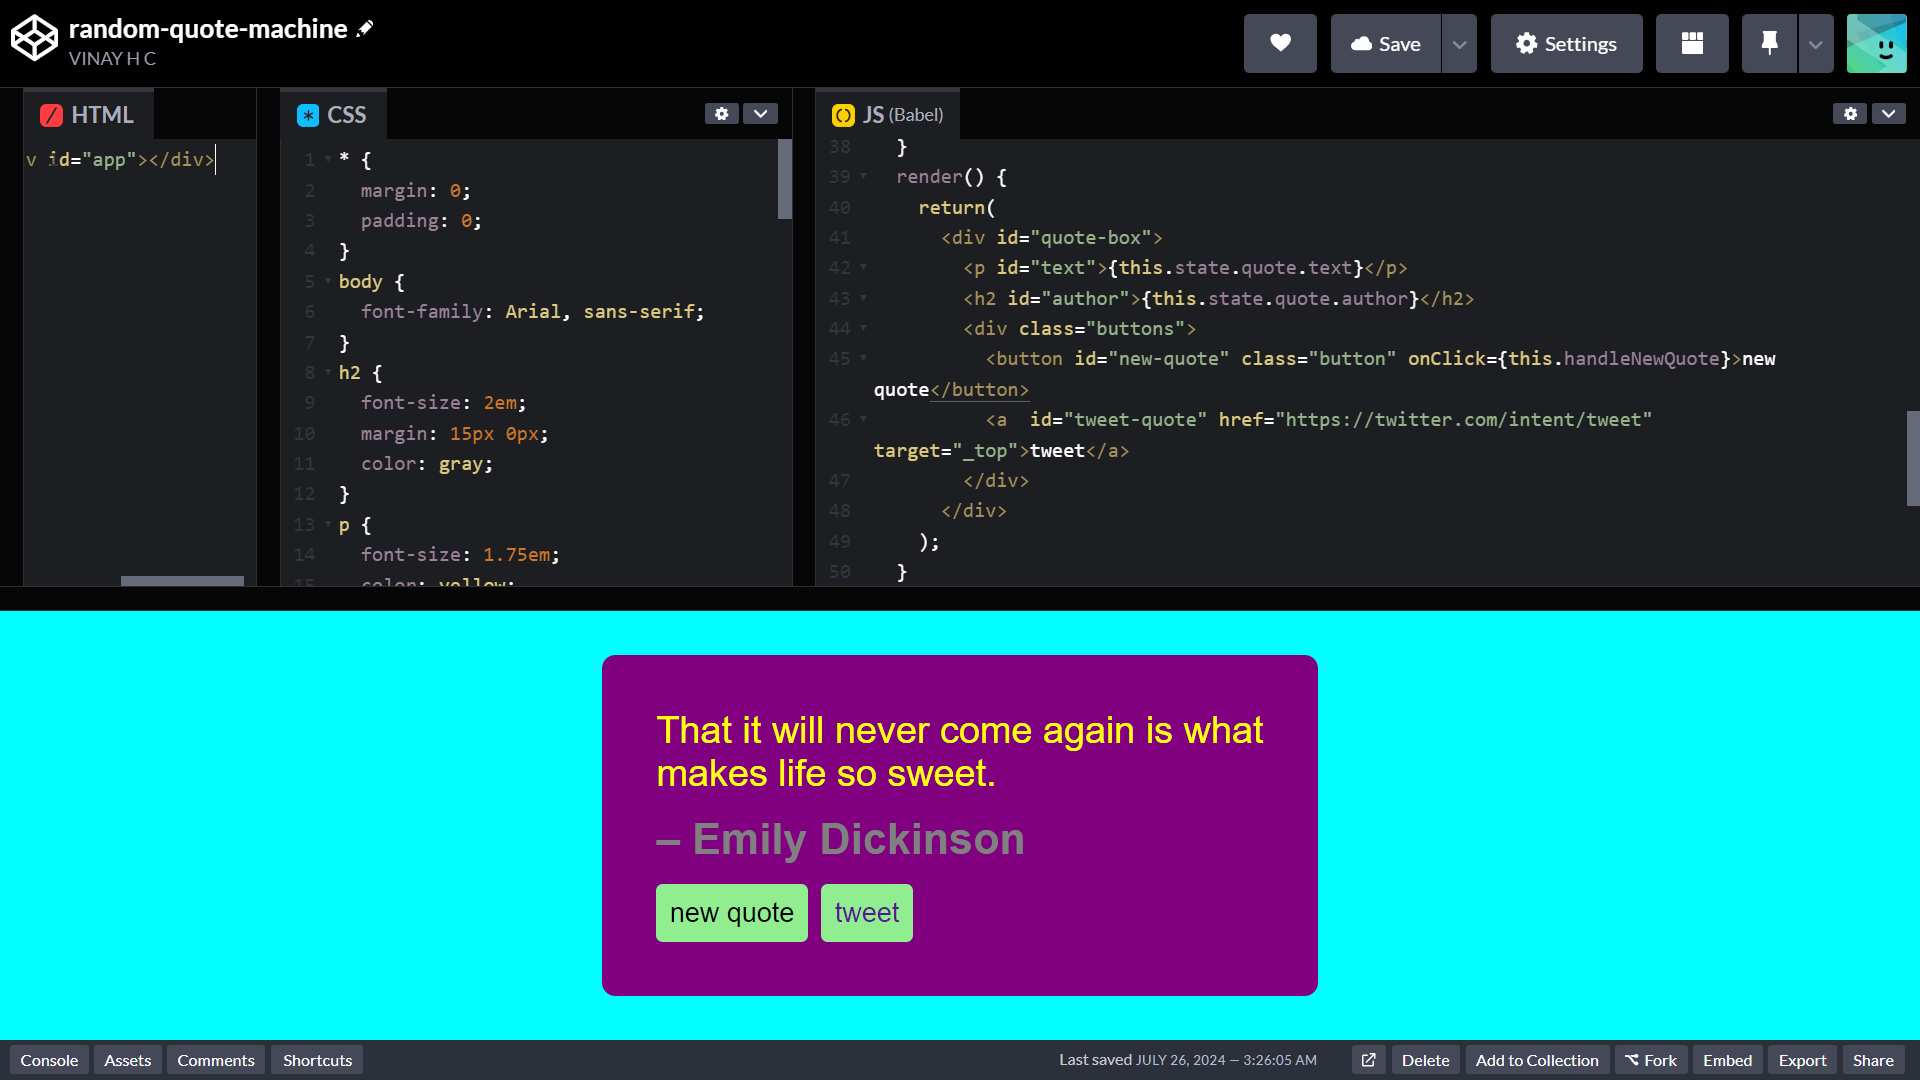 random-quote-machine
VINAY H C
Save
Settings
HTML
v id="app"></div>
CSS
1 * {
2 margin: 0;
3 padding: 0;
4 }
5 body {
6 font-family: Arial, sans-serif;
7 }
8 h2 {
9 font-size: 2em;
10 margin: 15px 0px;
11 color: gray;
12 }
13 p {
14 font-size: 1.75em;
15 color: yellow;
JS (Babel)
38 }
39 render() {
40 return(
41 <div id="quote-box">
42 <p id="text">{this.state.quote.text}</p>
43 <h2 id="author">{this.state.quote.author}</h2>
44 <div class="buttons">
45 <button id="new-quote" class="button" onClick={this.handleNewQuote}>new
quote</button>
46 <a  id="tweet-quote" href="https://twitter.com/intent/tweet"
target="_top">tweet</a>
47 </div>
48 </div>
49 );
50 }
That it will never come again is what
makes life so sweet.
– Emily Dickinson
new quote
tweet
Console
Assets
Comments
Shortcuts
Last saved JULY 26, 2024 — 3:26:05 AM
Delete
Add to Collection
Fork
Embed
Export
Share